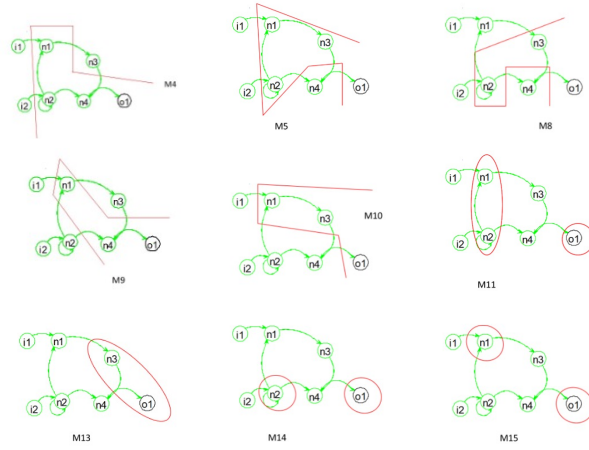 i1 n1 n3 i2 n2 n4 o1 M4
i1 n1 n3 i2 n2 n4 o1 M5
i1 n1 n3 i2 n2 n4 o1 M8
i1 n1 n3 i2 n2 n4 o1 M9
i1 n1 n3 i2 n2 n4 o1 M10
i1 n1 n3 i2 n2 n4 o1 M11
i1 n1 n3 i2 n2 n4 o1 M13
i1 n1 n3 i2 n2 n4 o1 M14
i1 n1 n3 i2 n2 n4 o1 M15